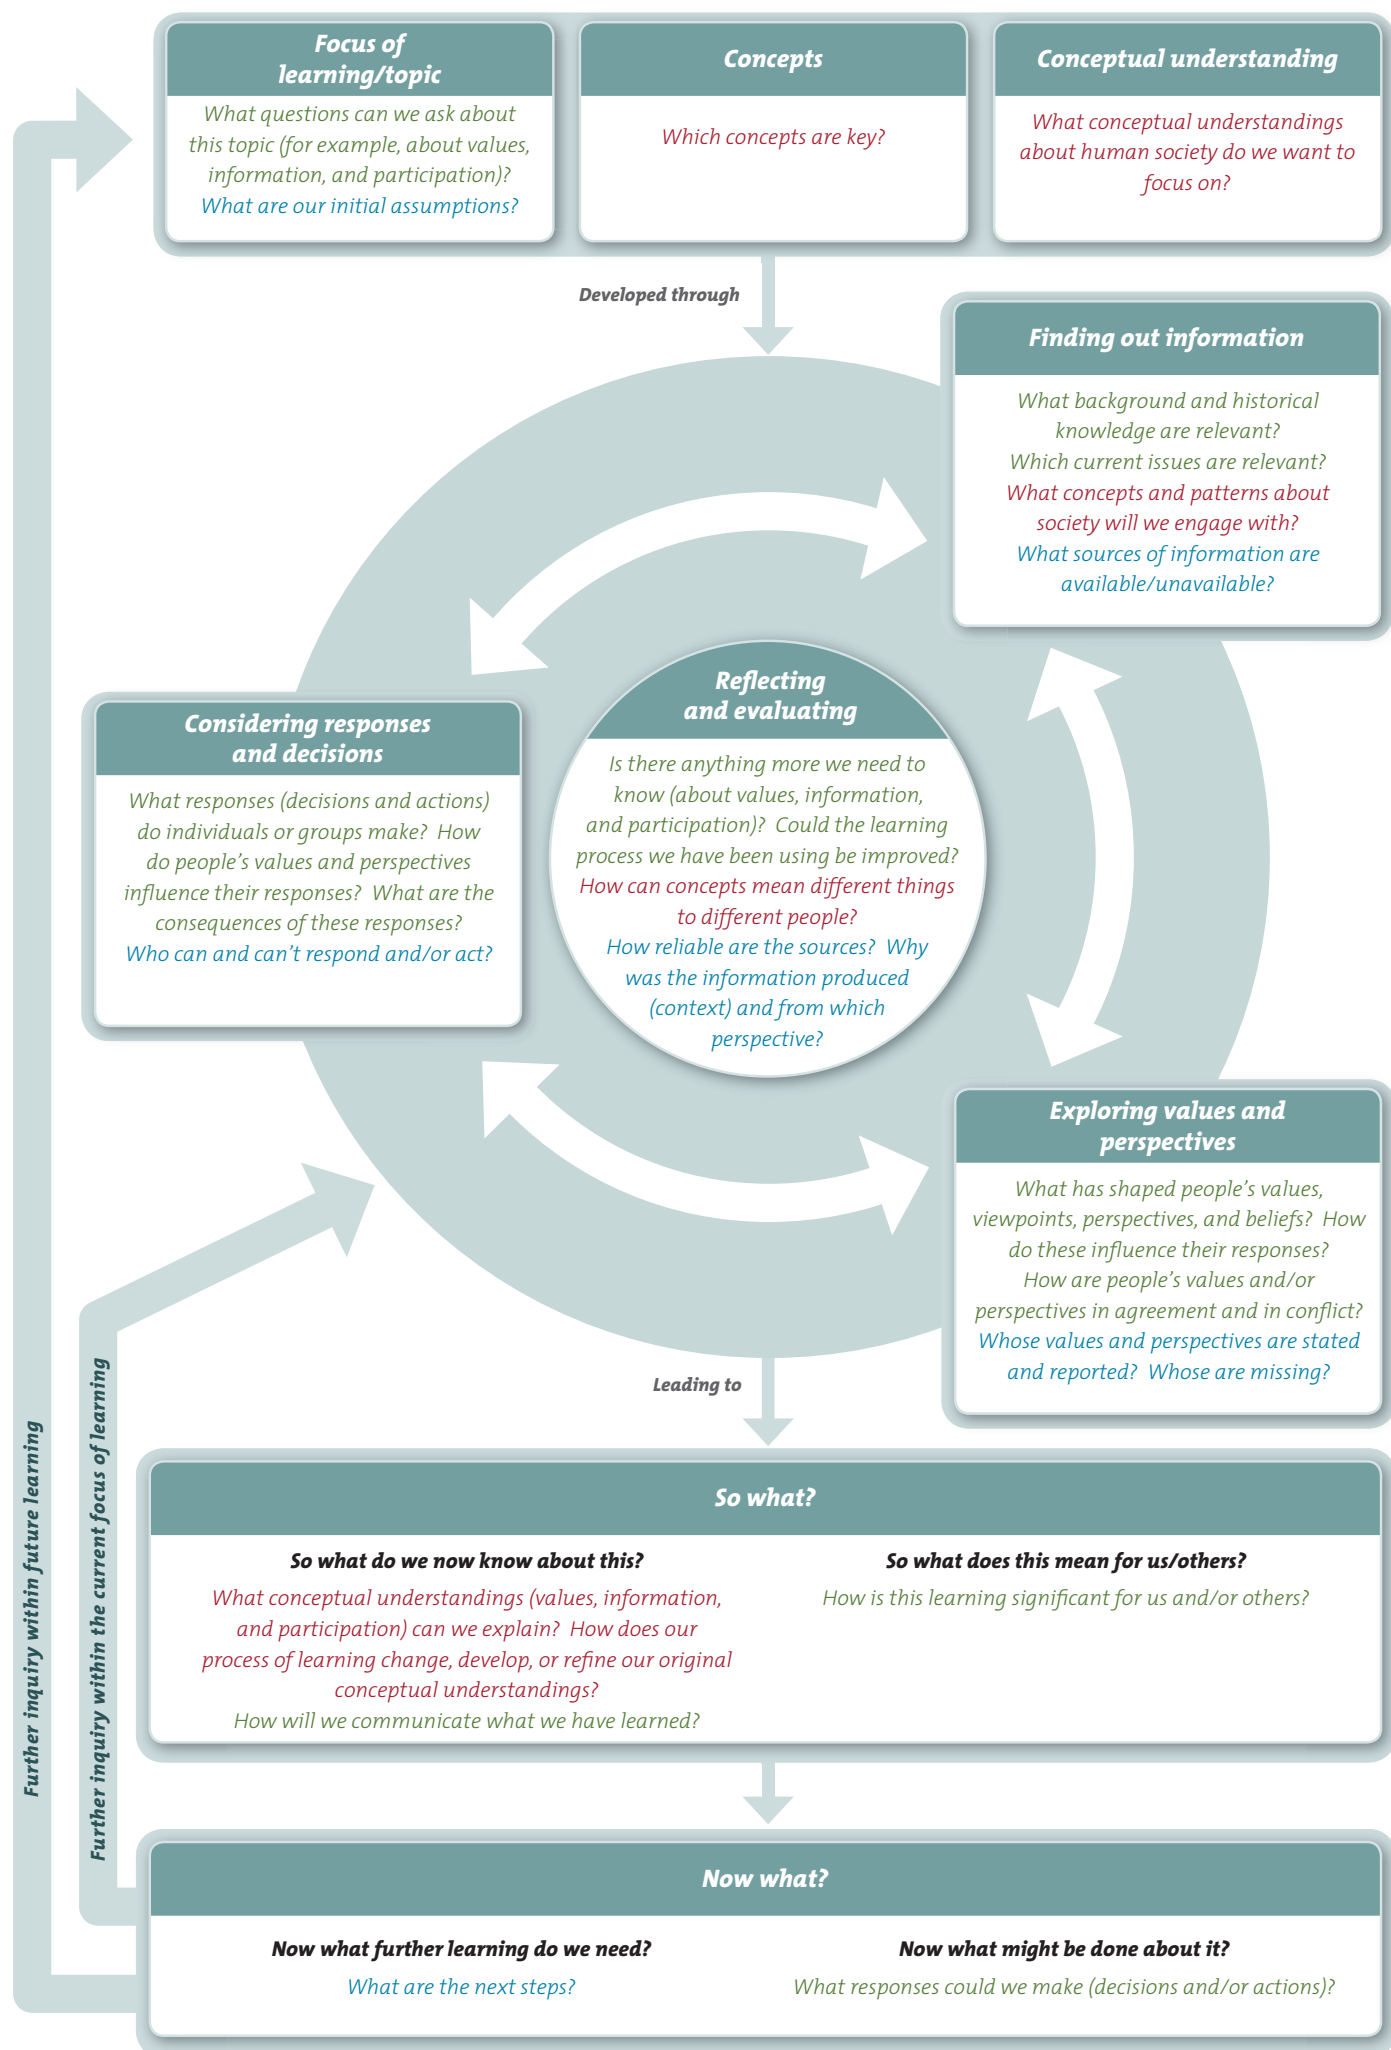 Focus of
learning/topic
What questions can we ask about
this topic (for example, about values,
information, and participation)?
What are our initial assumptions?
Concepts
Which concepts are key?
Conceptual understanding
What conceptual understandings
about human society do we want to
focus on?
Developed through
Finding out information
What background and historical
knowledge are relevant?
Which current issues are relevant?
What concepts and patterns about
society will we engage with?
What sources of information are
available/unavailable?
Reflecting
and evaluating
Is there anything more we need to
know (about values, information,
and participation)? Could the learning
process we have been using be improved?
How can concepts mean different things
to different people?
How reliable are the sources? Why
was the information produced
(context) and from which
perspective?
Considering responses
and decisions
What responses (decisions and actions)
do individuals or groups make? How
do people's values and perspectives
influence their responses? What are the
consequences of these responses?
Who can and can't respond and/or act?
Exploring values and
perspectives
What has shaped people's values,
viewpoints, perspectives, and beliefs? How
do these influence their responses?
How are people's values and/or
perspectives in agreement and in conflict?
Whose values and perspectives are stated
and reported? Whose are missing?
Leading to
Further inquiry within future learning
Further inquiry within the current focus of learning
So what?
So what do we now know about this?
What conceptual understandings (values, information,
and participation) can we explain? How does our
process of learning change, develop, or refine our original
conceptual understandings?
How will we communicate what we have learned?
So what does this mean for us/others?
How is this learning significant for us and/or others?
Now what?
Now what further learning do we need?
What are the next steps?
Now what might be done about it?
What responses could we make (decisions and/or actions)?